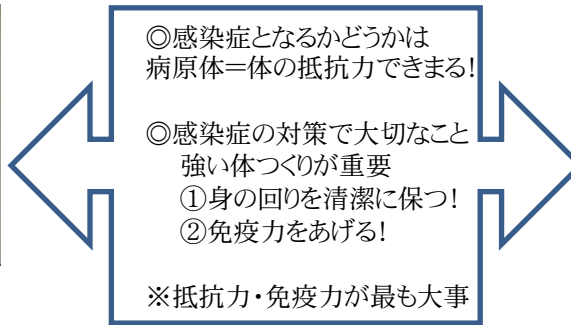 ◎感染症となるかどうかは
病原体=体の抵抗力できまる!
◎感染症の対策で大切なこと
強い体つくりが重要
①身の回りを清潔に保つ!
②免疫力をあげる!
※抵抗力・免疫力が最も大事